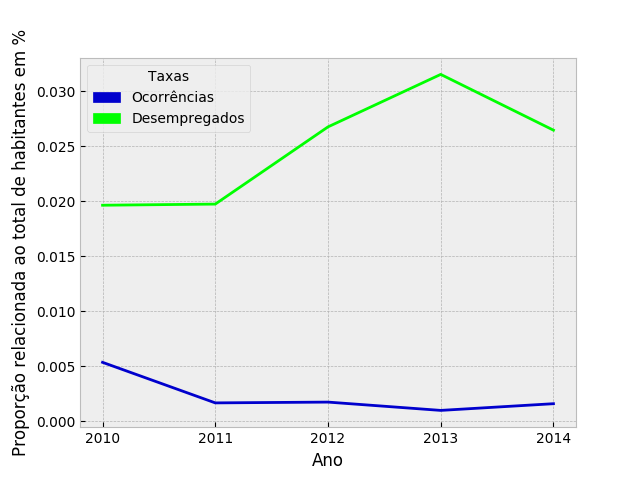 Proporção relacionada ao total de habitantes em %
Taxas
Ocorrências
Desempregados
0.030
0.025
0.020
0.015
0.010
0.005
0.000
2010 2011 2012 2013 2014
Ano